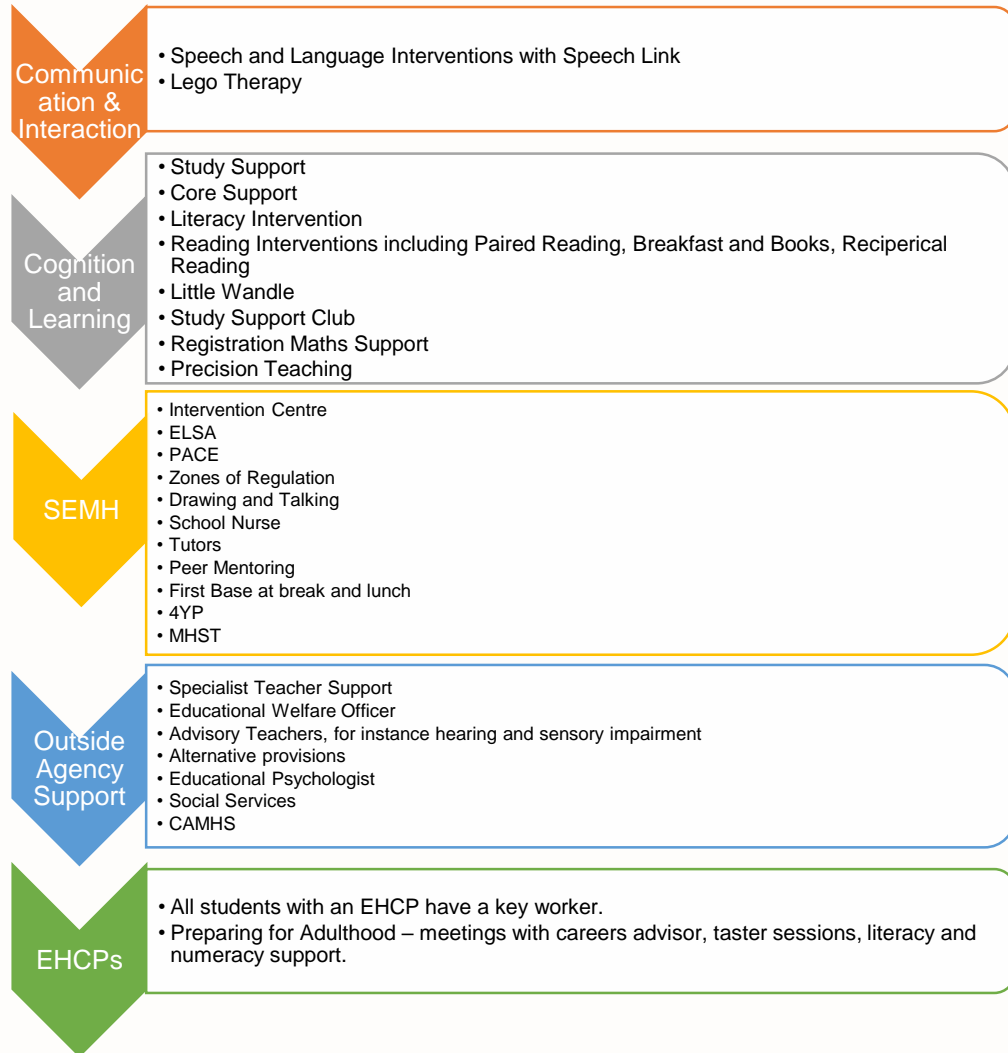 Communic
ation &
Interaction
• Speech and Language Interventions with Speech Link
• Lego Therapy
Cognition
and
Learning
• Study Support
• Core Support
• Literacy Intervention
• Reading Interventions including Paired Reading, Breakfast and Books, Reciperical
Reading
• Little Wandle
• Study Support Club
• Registration Maths Support
• Precision Teaching
SEMH
• Intervention Centre
• ELSA
• PACE
• Zones of Regulation
• Drawing and Talking
• School Nurse
• Tutors
• Peer Mentoring
• First Base at break and lunch
• 4YP
• MHST
Outside
Agency
Support
• Specialist Teacher Support
• Educational Welfare Officer
• Advisory Teachers, for instance hearing and sensory impairment
• Alternative provisions
• Educational Psychologist
• Social Services
• CAMHS
EHCPs
• All students with an EHCP have a key worker.
• Preparing for Adulthood – meetings with careers advisor, taster sessions, literacy and
numeracy support.